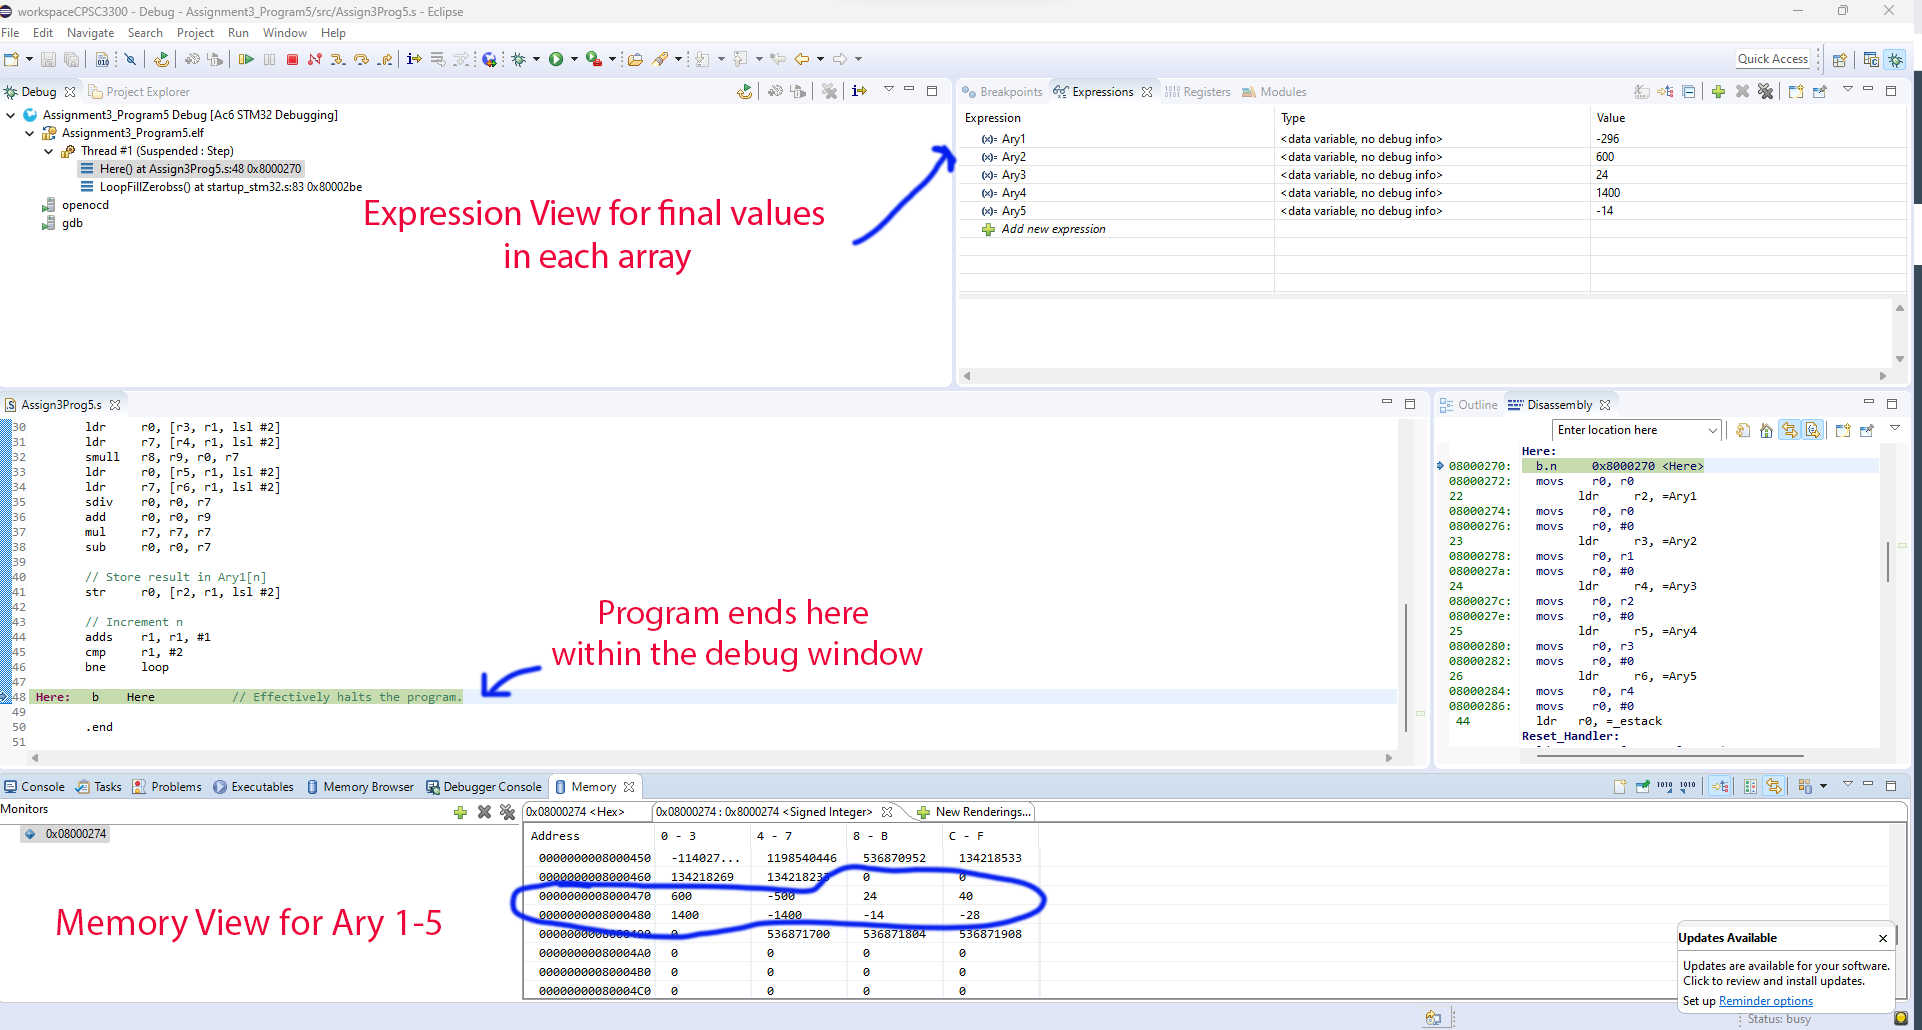 workspaceCPSC3300 - Debug - Assignment3_Program5/src/Assign3Prog5.s - Eclipse
File Edit Navigate Search Project Run Window Help
Quick Access
Debug Project Explorer
Assignment3_Program5 Debug [Ac6 STM32 Debugging]
Assignment3_Program5.elf
Thread #1 (Suspended : Step)
Here() at Assign3Prog5.s:48 0x8000270
LoopFillZerobss() at startup_stm32.s:83 0x80002be
openocd
gdb
Expression View for final values
in each array
Breakpoints Expressions Registers Modules
Expression Type Value
(x)= Ary1 <data variable, no debug info> -296
(x)= Ary2 <data variable, no debug info> 600
(x)= Ary3 <data variable, no debug info> 24
(x)= Ary4 <data variable, no debug info> 1400
(x)= Ary5 <data variable, no debug info> -14
Add new expression
Assign3Prog5.s
30 ldr r0, [r3, r1, lsl #2]
31 ldr r7, [r4, r1, lsl #2]
32 smull r8, r9, r0, r7
33 ldr r0, [r5, r1, lsl #2]
34 ldr r7, [r6, r1, lsl #2]
35 sdiv r0, r0, r7
36 add r0, r0, r9
37 mul r7, r7, r7
38 sub r0, r0, r7
39
40 // Store result in Ary1[n]
41 str r0, [r2, r1, lsl #2]
42
43 // Increment n
44 adds r1, r1, #1
45 cmp r1, #2
46 bne loop
47
48 Here: b Here // Effectively halts the program.
49
50 .end
51
Program ends here
within the debug window
Outline Disassembly
Enter location here
Here:
08000270: b.n 0x8000270 <Here>
08000272: movs r0, r0
22 ldr r2, =Ary1
08000274: movs r0, r0
08000276: movs r0, #0
23 ldr r3, =Ary2
08000278: movs r0, r1
0800027a: movs r0, #0
24 ldr r4, =Ary3
0800027c: movs r0, r2
0800027e: movs r0, #0
25 ldr r5, =Ary4
08000280: movs r0, r3
08000282: movs r0, #0
26 ldr r6, =Ary5
08000284: movs r0, r4
08000286: movs r0, #0
44 ldr r0, =_estack
Reset_Handler:
Console Tasks Problems Executables Memory Browser Debugger Console Memory
Monitors
0x08000274
0x08000274 <Hex> 0x08000274 : 0x8000274 <Signed Integer> New Renderings...
Address 0 - 3 4 - 7 8 - B C - F
0000000008000450 -114027... 1198540446 536870952 134218533
0000000008000460 134218269 0 0
0000000008000470 600 -500 24 40
0000000008000480 1400 -1400 -14 -28
0000000008000490 0 536871700 536871804 536871908
00000000080004A0 0 0 0 0
00000000080004B0 0 0 0 0
00000000080004C0 0 0 0 0
Memory View for Ary 1-5
Updates Available
Updates are available for your software.
Click to review and install updates.
Set up Reminder options
Status: busy